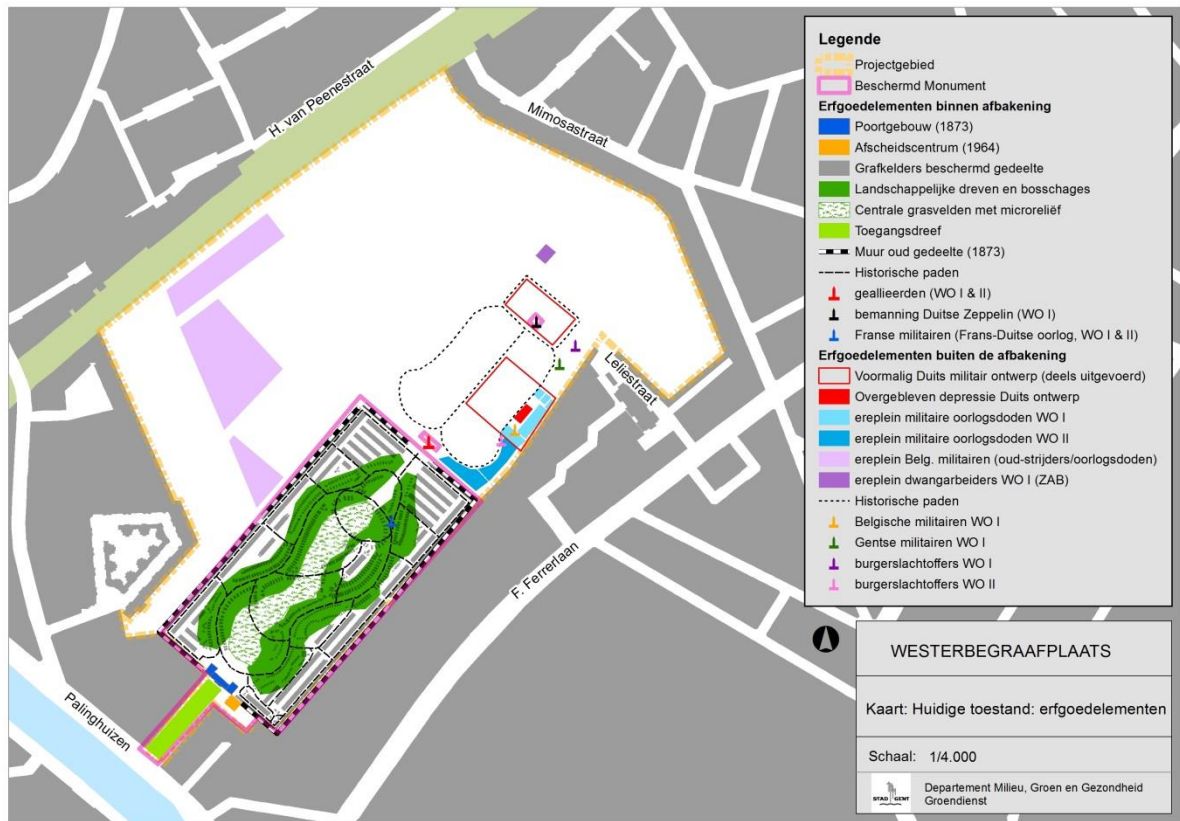 H. van Peenestraat
Mimosastraat
Leliestraat
F. Ferrerlaan
Palinghuizen
Legende
Projectgebied
Beschermd Monument
Erfgoedelementen binnen afbakening
Poortgebouw (1873)
Afscheidscentrum (1964)
Grafkelders beschermd gedeelte
Landschappelijke dreven en bosschages
Centrale grasvelden met microreliëf
Toegangsdreef
Muur oud gedeelte (1873)
Historische paden
geallieerden (WO I & II)
bemanning Duitse Zeppelin (WO I)
Franse militairen (Frans-Duitse oorlog, WO I & II)
Erfgoedelementen buiten de afbakening
Voormalig Duits militair ontwerp (deels uitgevoerd)
Overgebleven depressie Duits ontwerp
ereplein militaire oorlogsdoden WO I
ereplein militaire oorlogsdoden WO II
ereplein Belg. militairen (oud-strijders/oorlogsdoden)
ereplein dwangarbeiders WO I (ZAB)
Historische paden
Belgische militairen WO I
Gentse militairen WO I
burgerslachtoffers WO I
burgerslachtoffers WO II
WESTERBEGRAAFPLAATS
Kaart: Huidige toestand: erfgoedelementen
Schaal: 1/4.000
STAD GENT
Departement Milieu, Groen en Gezondheid
Groendienst